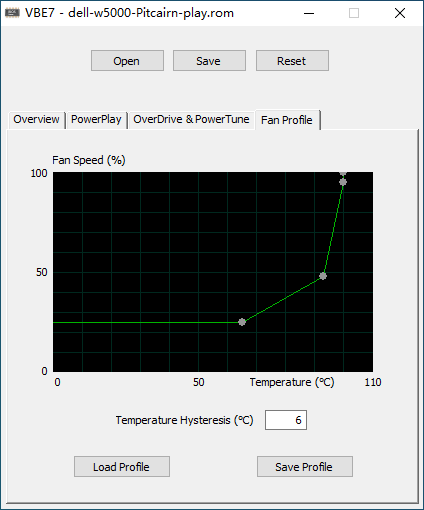 VBE7 - dell-w5000-Pitcairn-play.rom
Open Save Reset
Overview PowerPlay OverDrive & PowerTune Fan Profile
Fan Speed (%)
100
50
0
0 50 Temperature (℃) 110
Temperature Hysteresis (℃) 6
Load Profile Save Profile